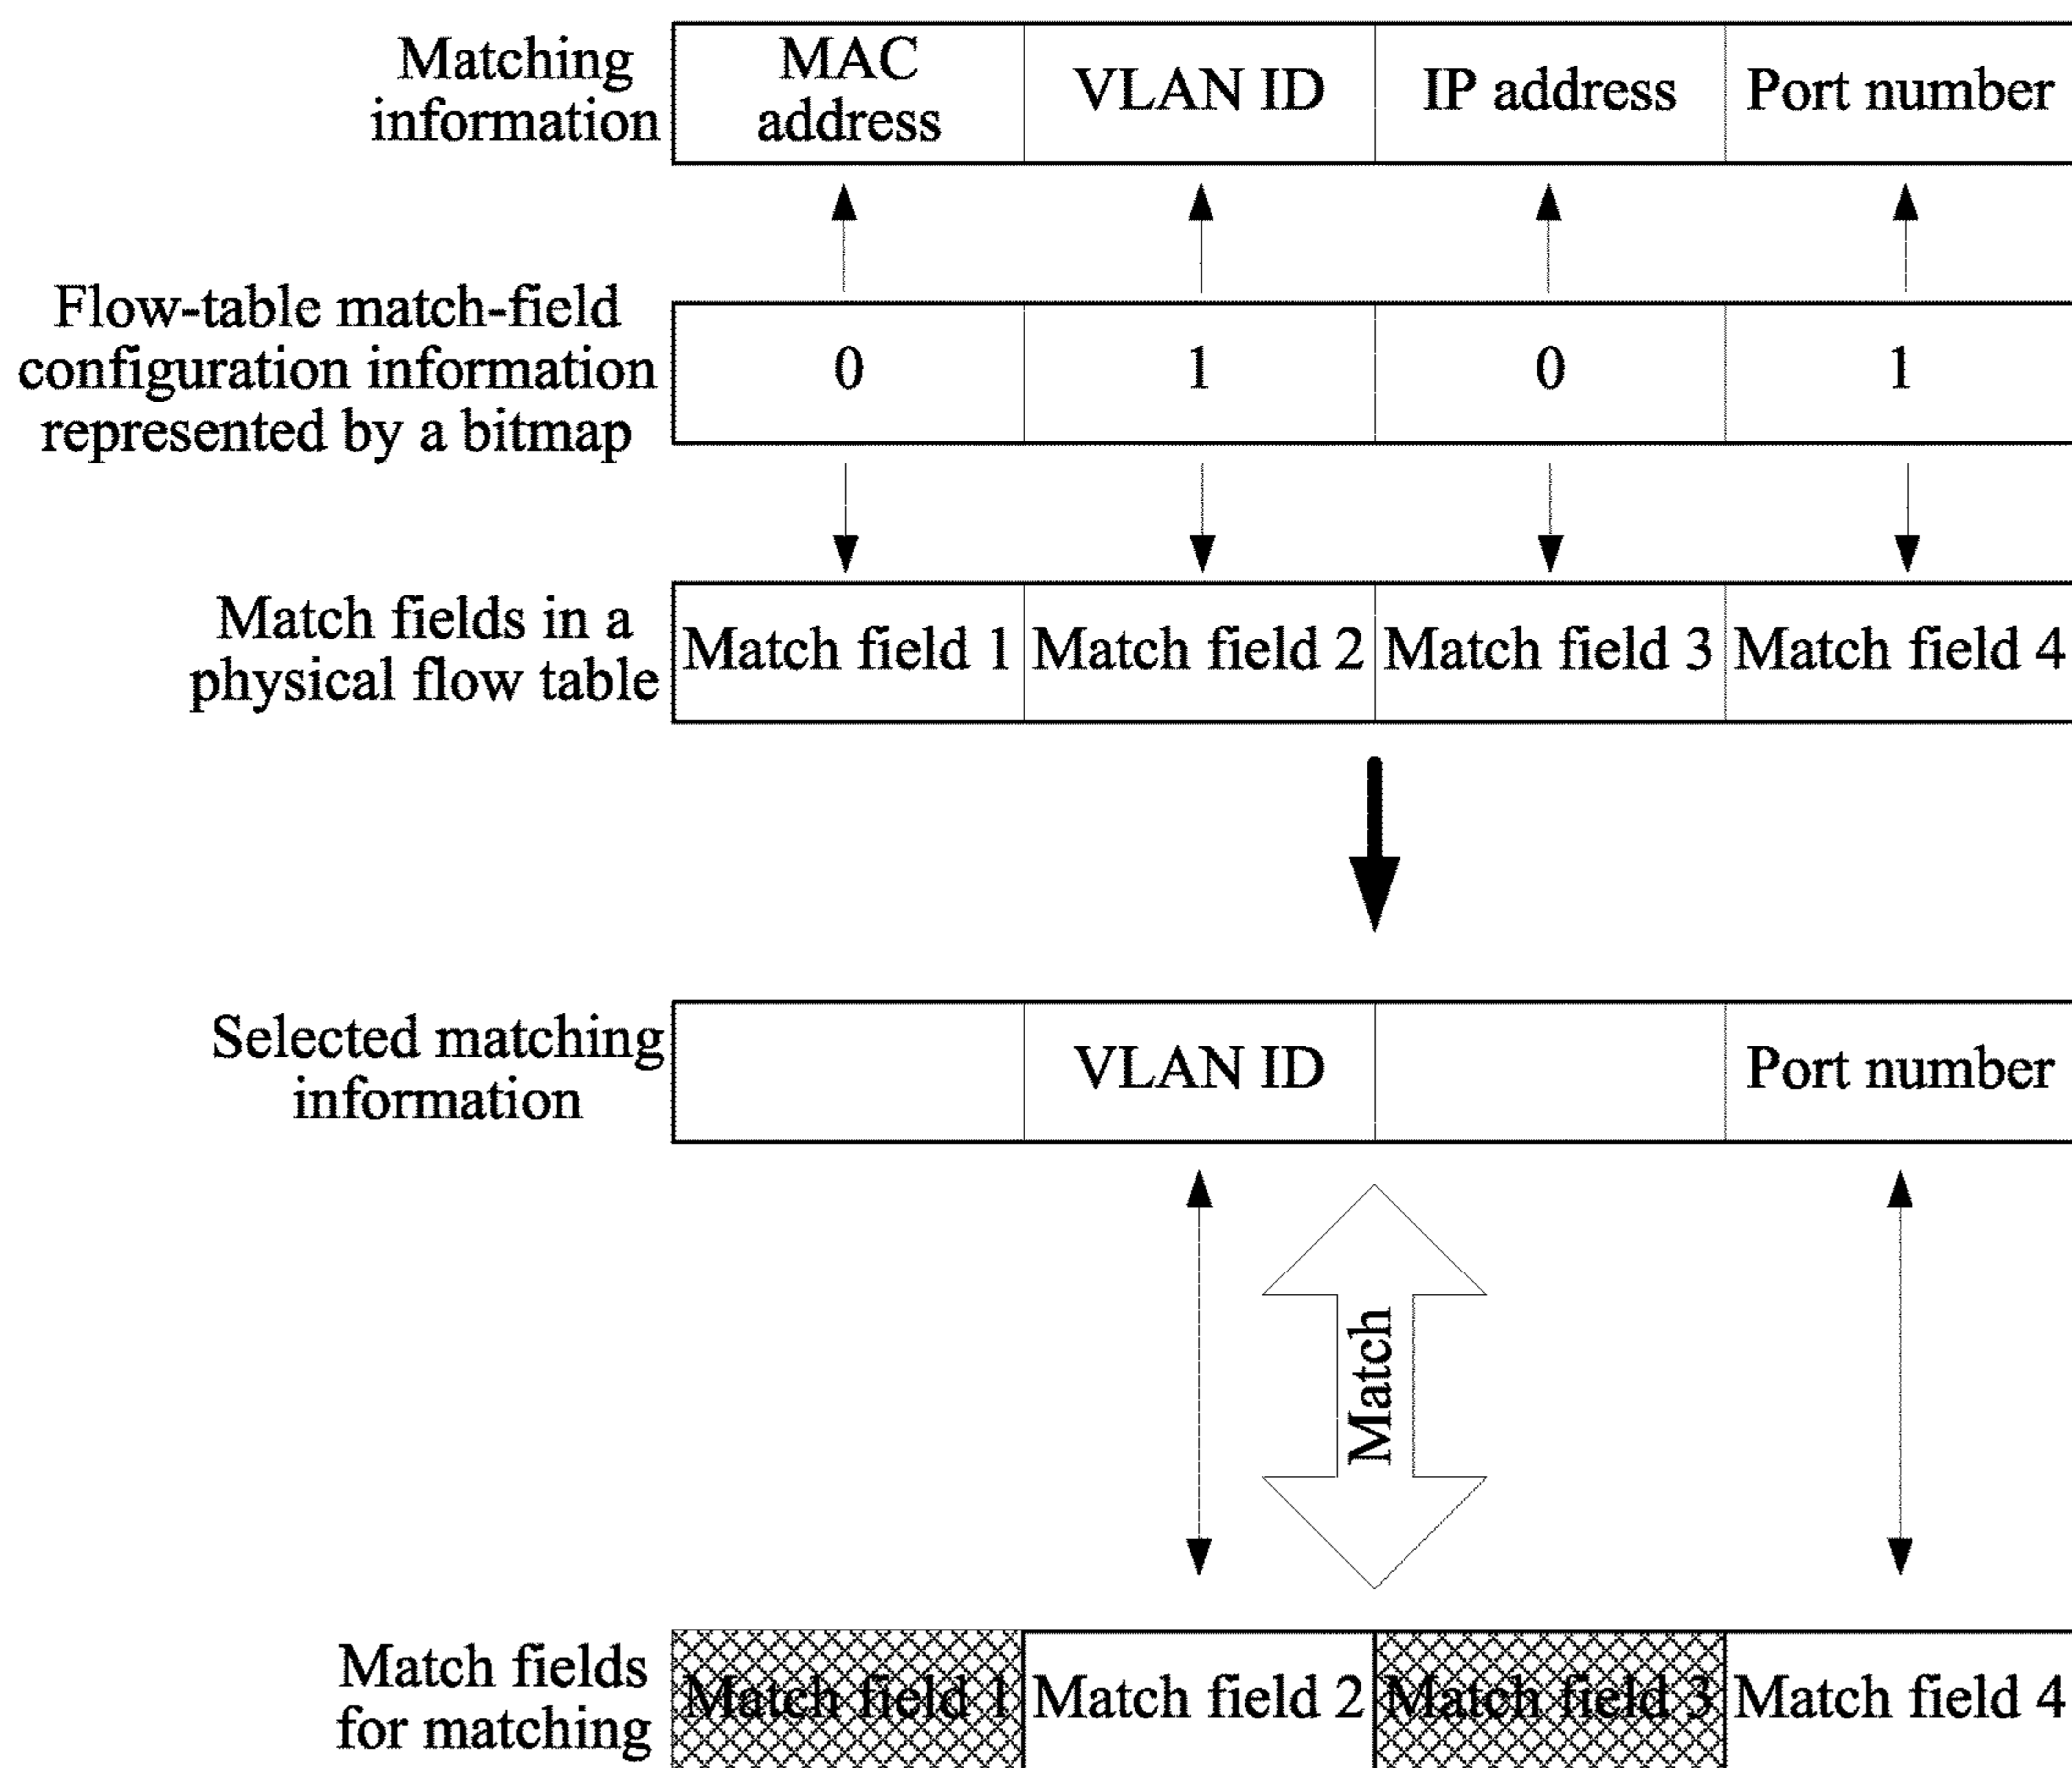 Matching
information
MAC
address
VLAN ID
IP address
Port number
Flow-table match-field
configuration information
represented by a bitmap
0
1
0
1
Match fields in a
physical flow table
Match field 1
Match field 2
Match field 3
Match field 4
Selected matching
information
VLAN ID
Port number
Match
Match fields
for matching
Match field 1
Match field 2
Match field 3
Match field 4